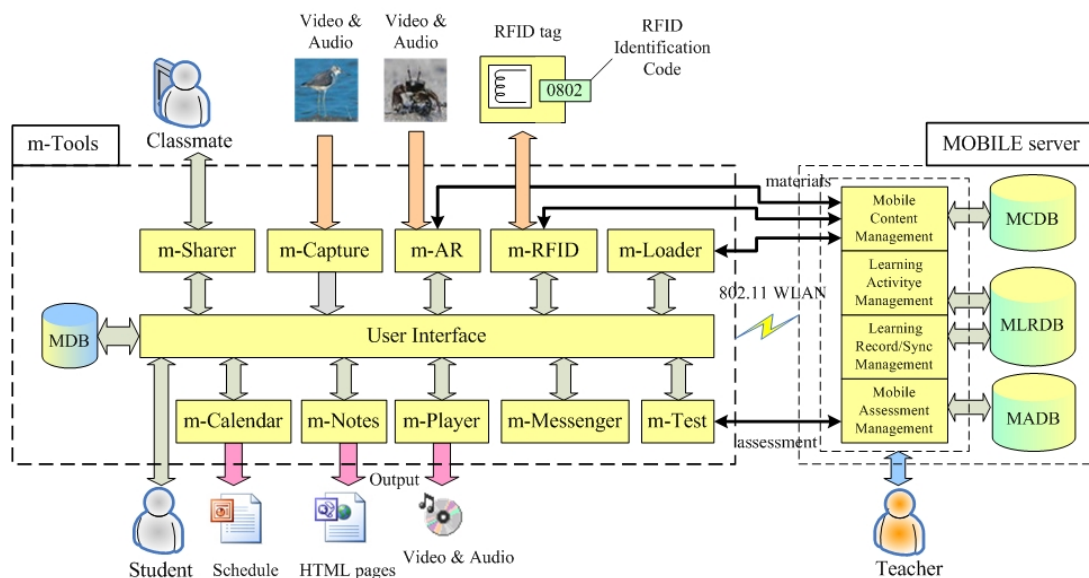 Video &
Audio
Video &
Audio
RFID tag
RFID
Identification
Code
0802
Classmate
m-Tools
MOBILE server
materials
m-Sharer
m-Capture
m-AR
m-RFID
m-Loader
Mobile
Content
Management
MCDB
802.11 WLAN
Learning
Activitye
Management
MDB
User Interface
Learning
Record/Sync
Management
MLRDB
m-Calendar
m-Notes
m-Player
m-Messenger
m-Test
Mobile
Assessment
Management
MADB
assessment
Output
Student
Schedule
HTML pages
Video & Audio
Teacher